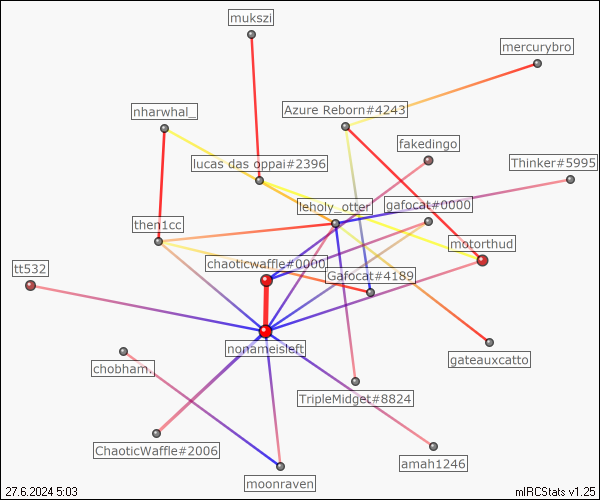 mukszi
mercurybro
nharwhal_
Azure Reborn#4243
fakedingo
lucas das oppai#2396
Thinker#5995
leholy_otter
gafocat#0000
then1cc
motorthud
chaoticwaffle#0000
tt532
Gafocat#4189
nonameisleft
gateauxcatto
chobham.
TripleMidget#8824
ChaoticWaffle#2006
amah1246
moonraven
27.6.2024 5:03
mIRCStats v1.25